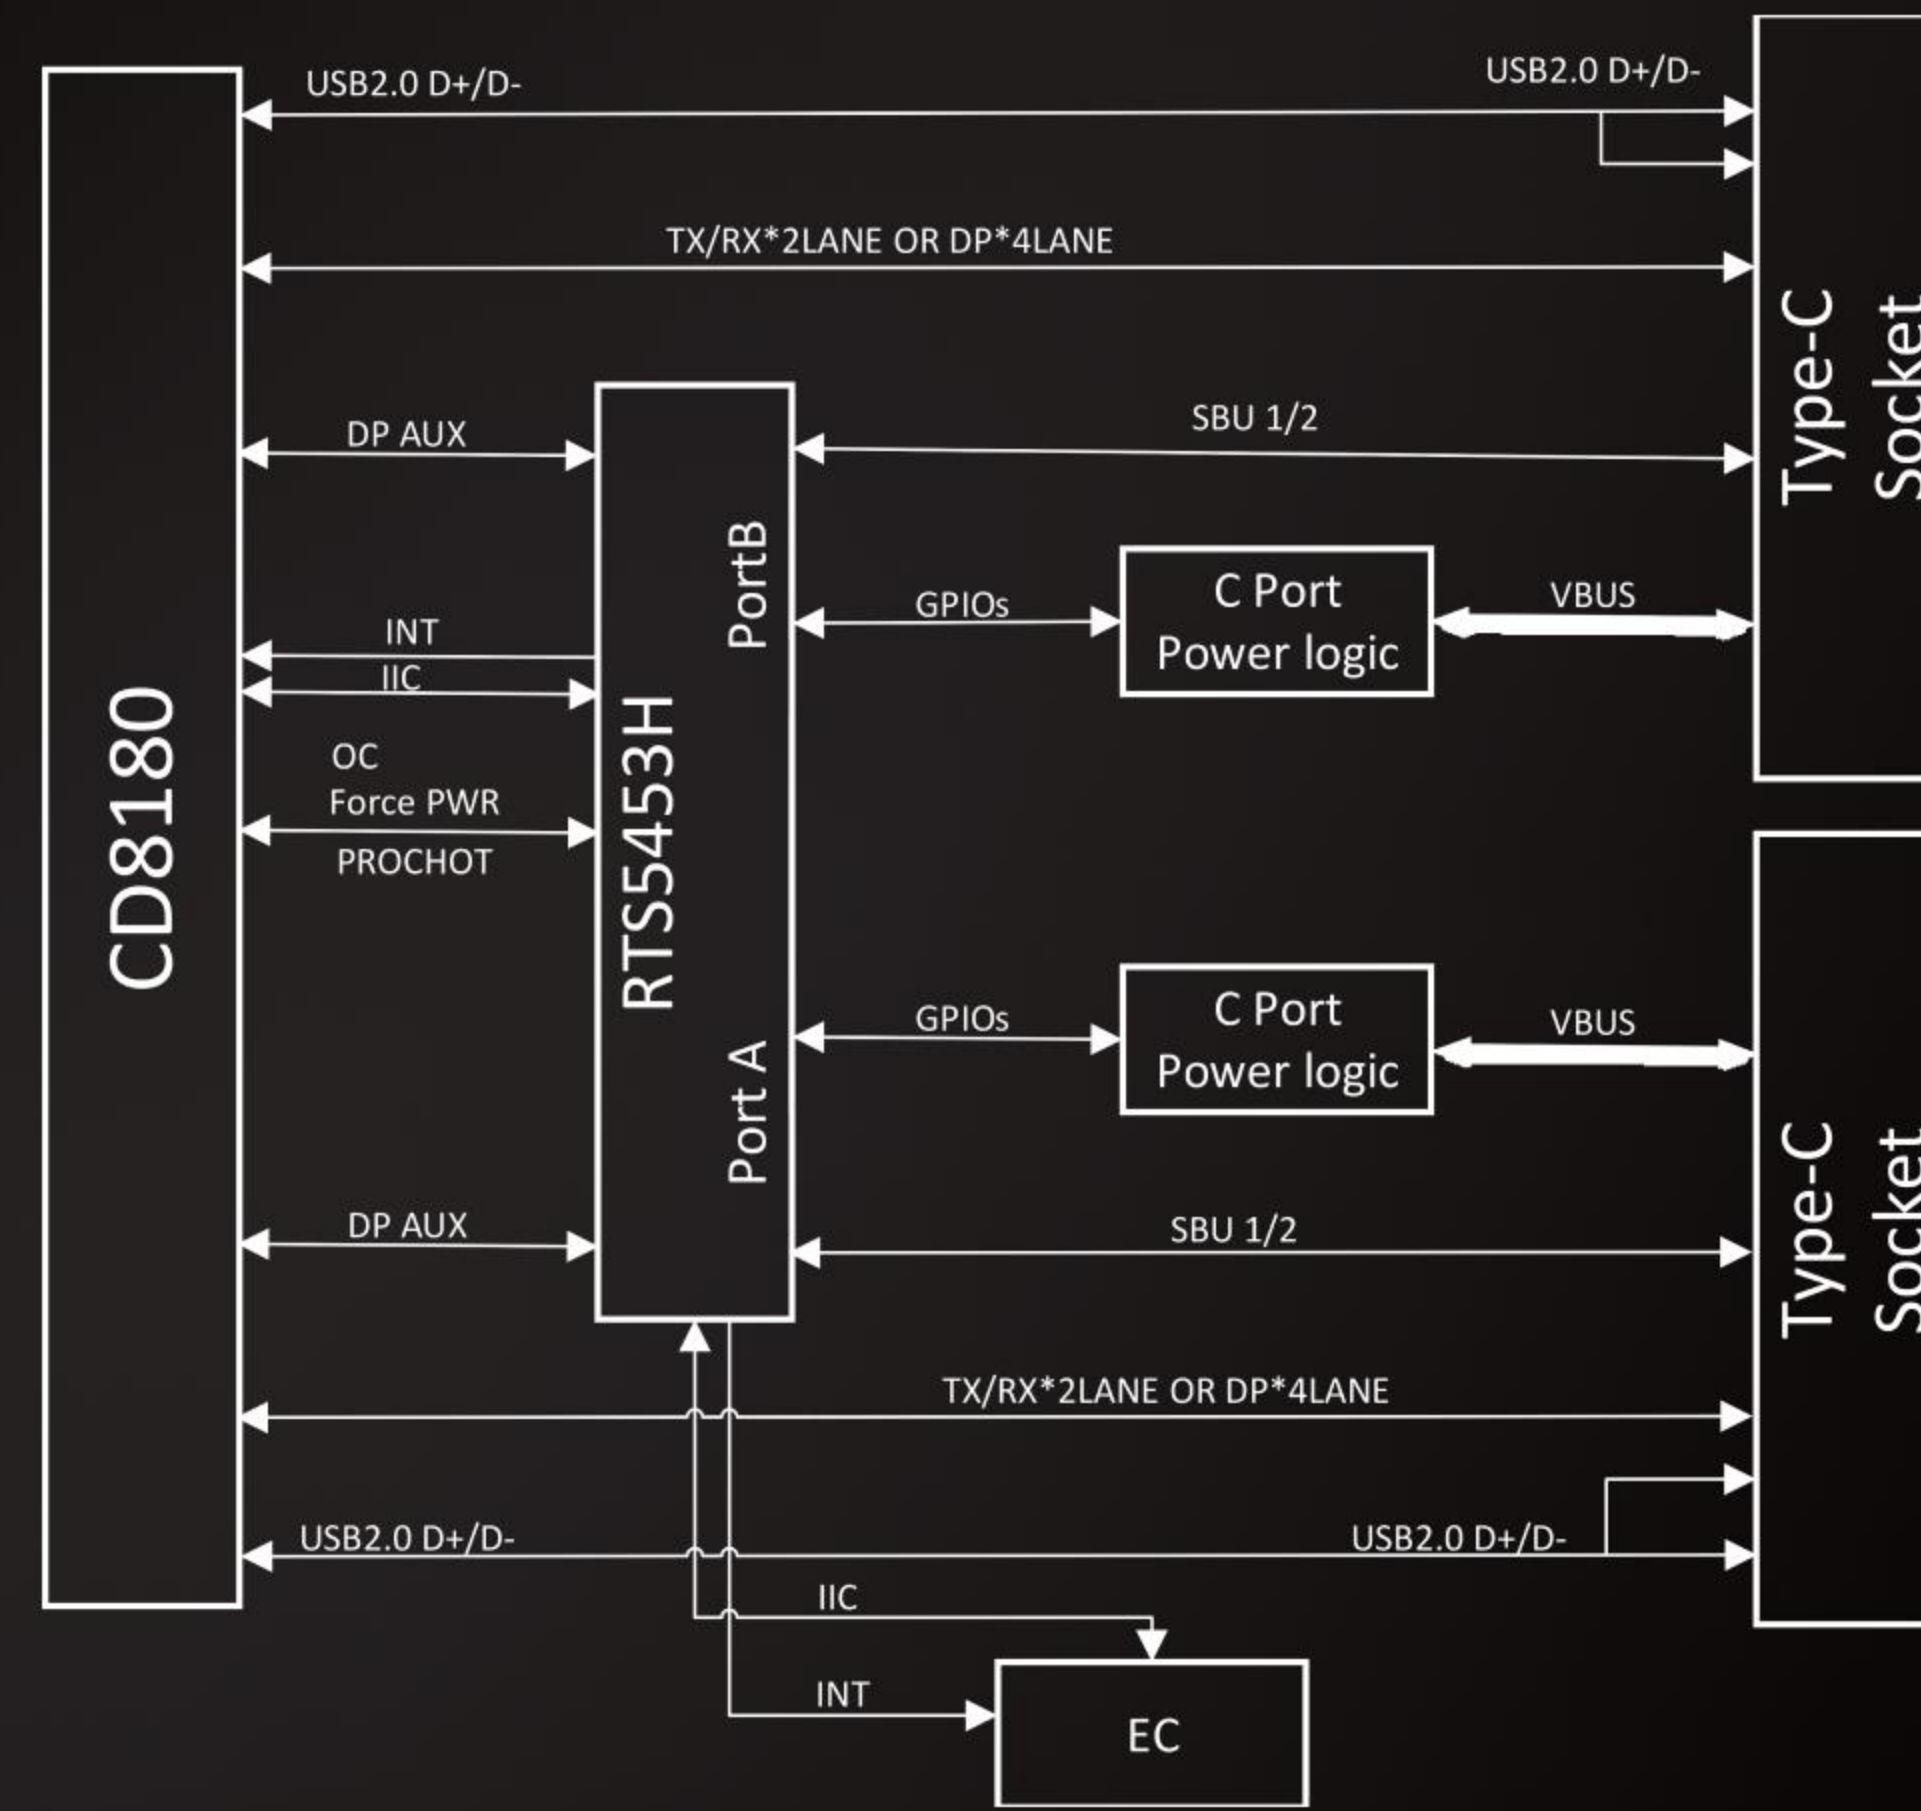 USB2.0 D+/D-
USB2.0 D+/D-
TX/RX*2LANE OR DP*4LANE
Type-C
Socket
DP AUX
SBU 1/2
PortB
GPIOs
C Port
Power logic
VBUS
INT
IIC
CD8180
RTS5453H
OC
Force PWR
PROCHOT
Port A
GPIOs
C Port
Power logic
VBUS
Type-C
Socket
DP AUX
SBU 1/2
TX/RX*2LANE OR DP*4LANE
USB2.0 D+/D-
USB2.0 D+/D-
IIC
INT
EC